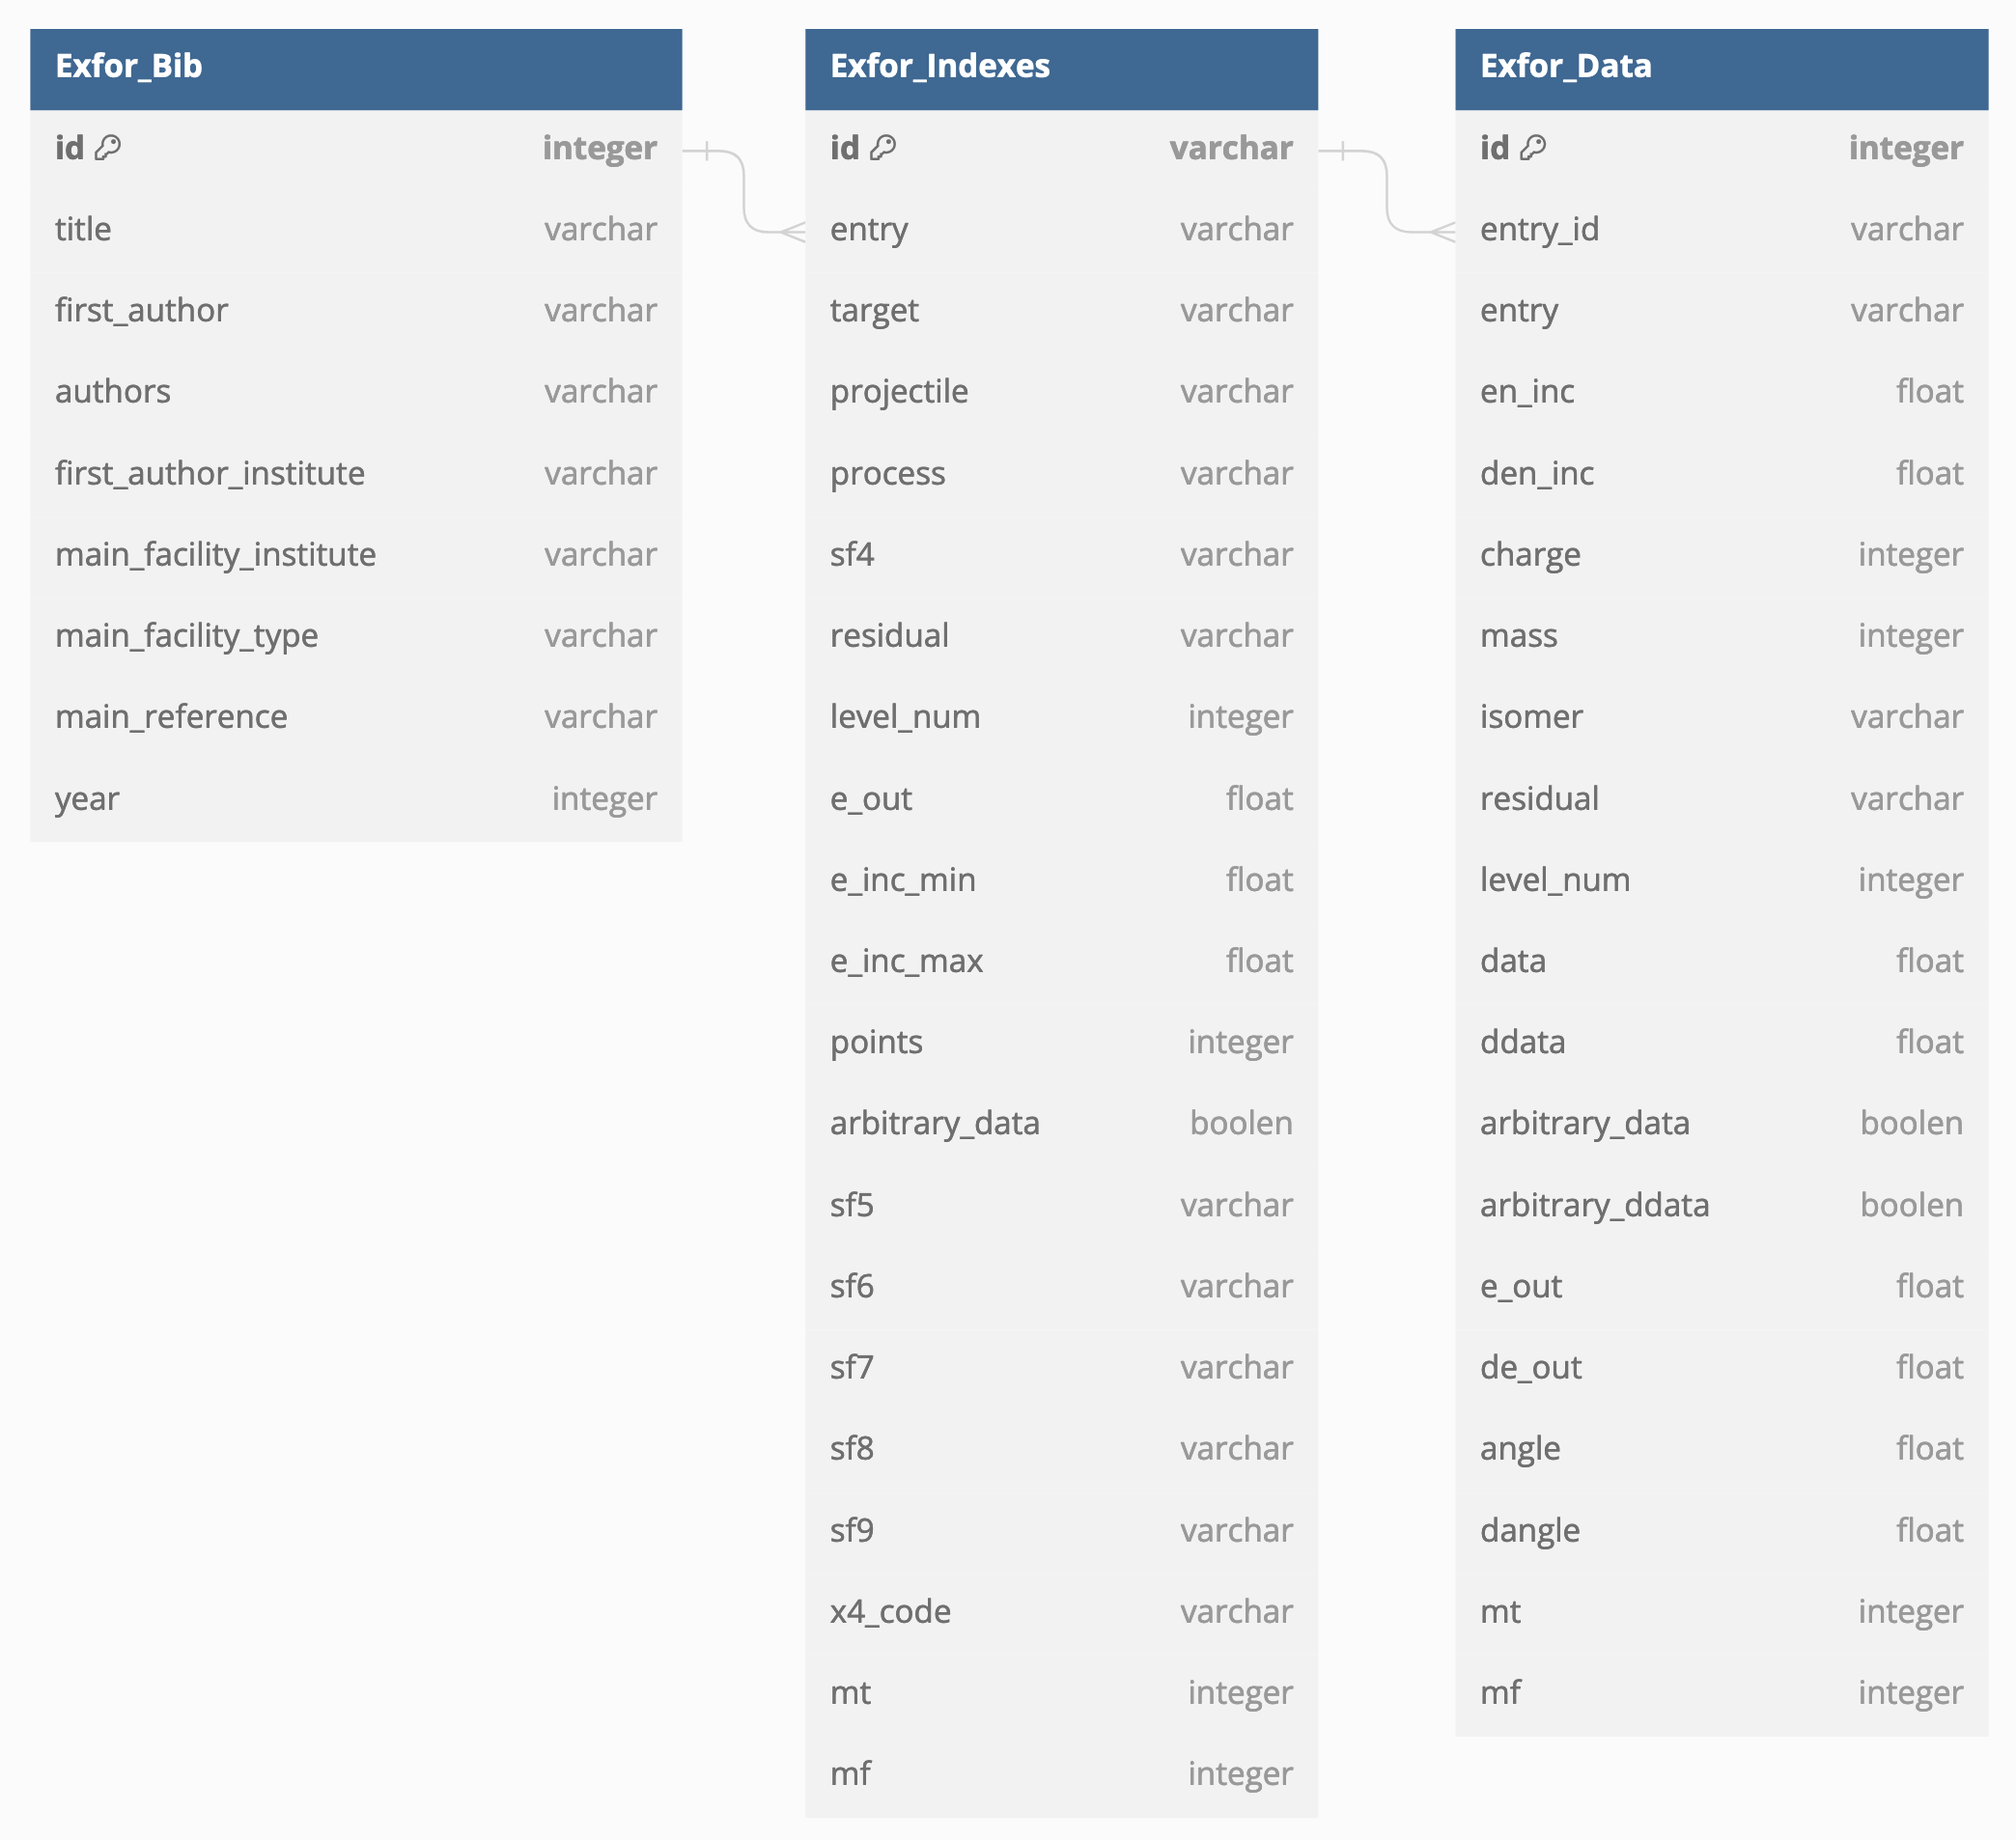 Exfor_Bib
id integer
title varchar
first_author varchar
authors varchar
first_author_institute varchar
main_facility_institute varchar
main_facility_type varchar
main_reference varchar
year integer
Exfor_Indexes
id varchar
entry varchar
target varchar
projectile varchar
process varchar
sf4 varchar
residual varchar
level_num integer
e_out float
e_inc_min float
e_inc_max float
points integer
arbitrary_data boolen
sf5 varchar
sf6 varchar
sf7 varchar
sf8 varchar
sf9 varchar
x4_code varchar
mt integer
mf integer
Exfor_Data
id integer
entry_id varchar
entry varchar
en_inc float
den_inc float
charge integer
mass integer
isomer varchar
residual varchar
level_num integer
data float
ddata float
arbitrary_data boolen
arbitrary_ddata boolen
e_out float
de_out float
angle float
dangle float
mt integer
mf integer